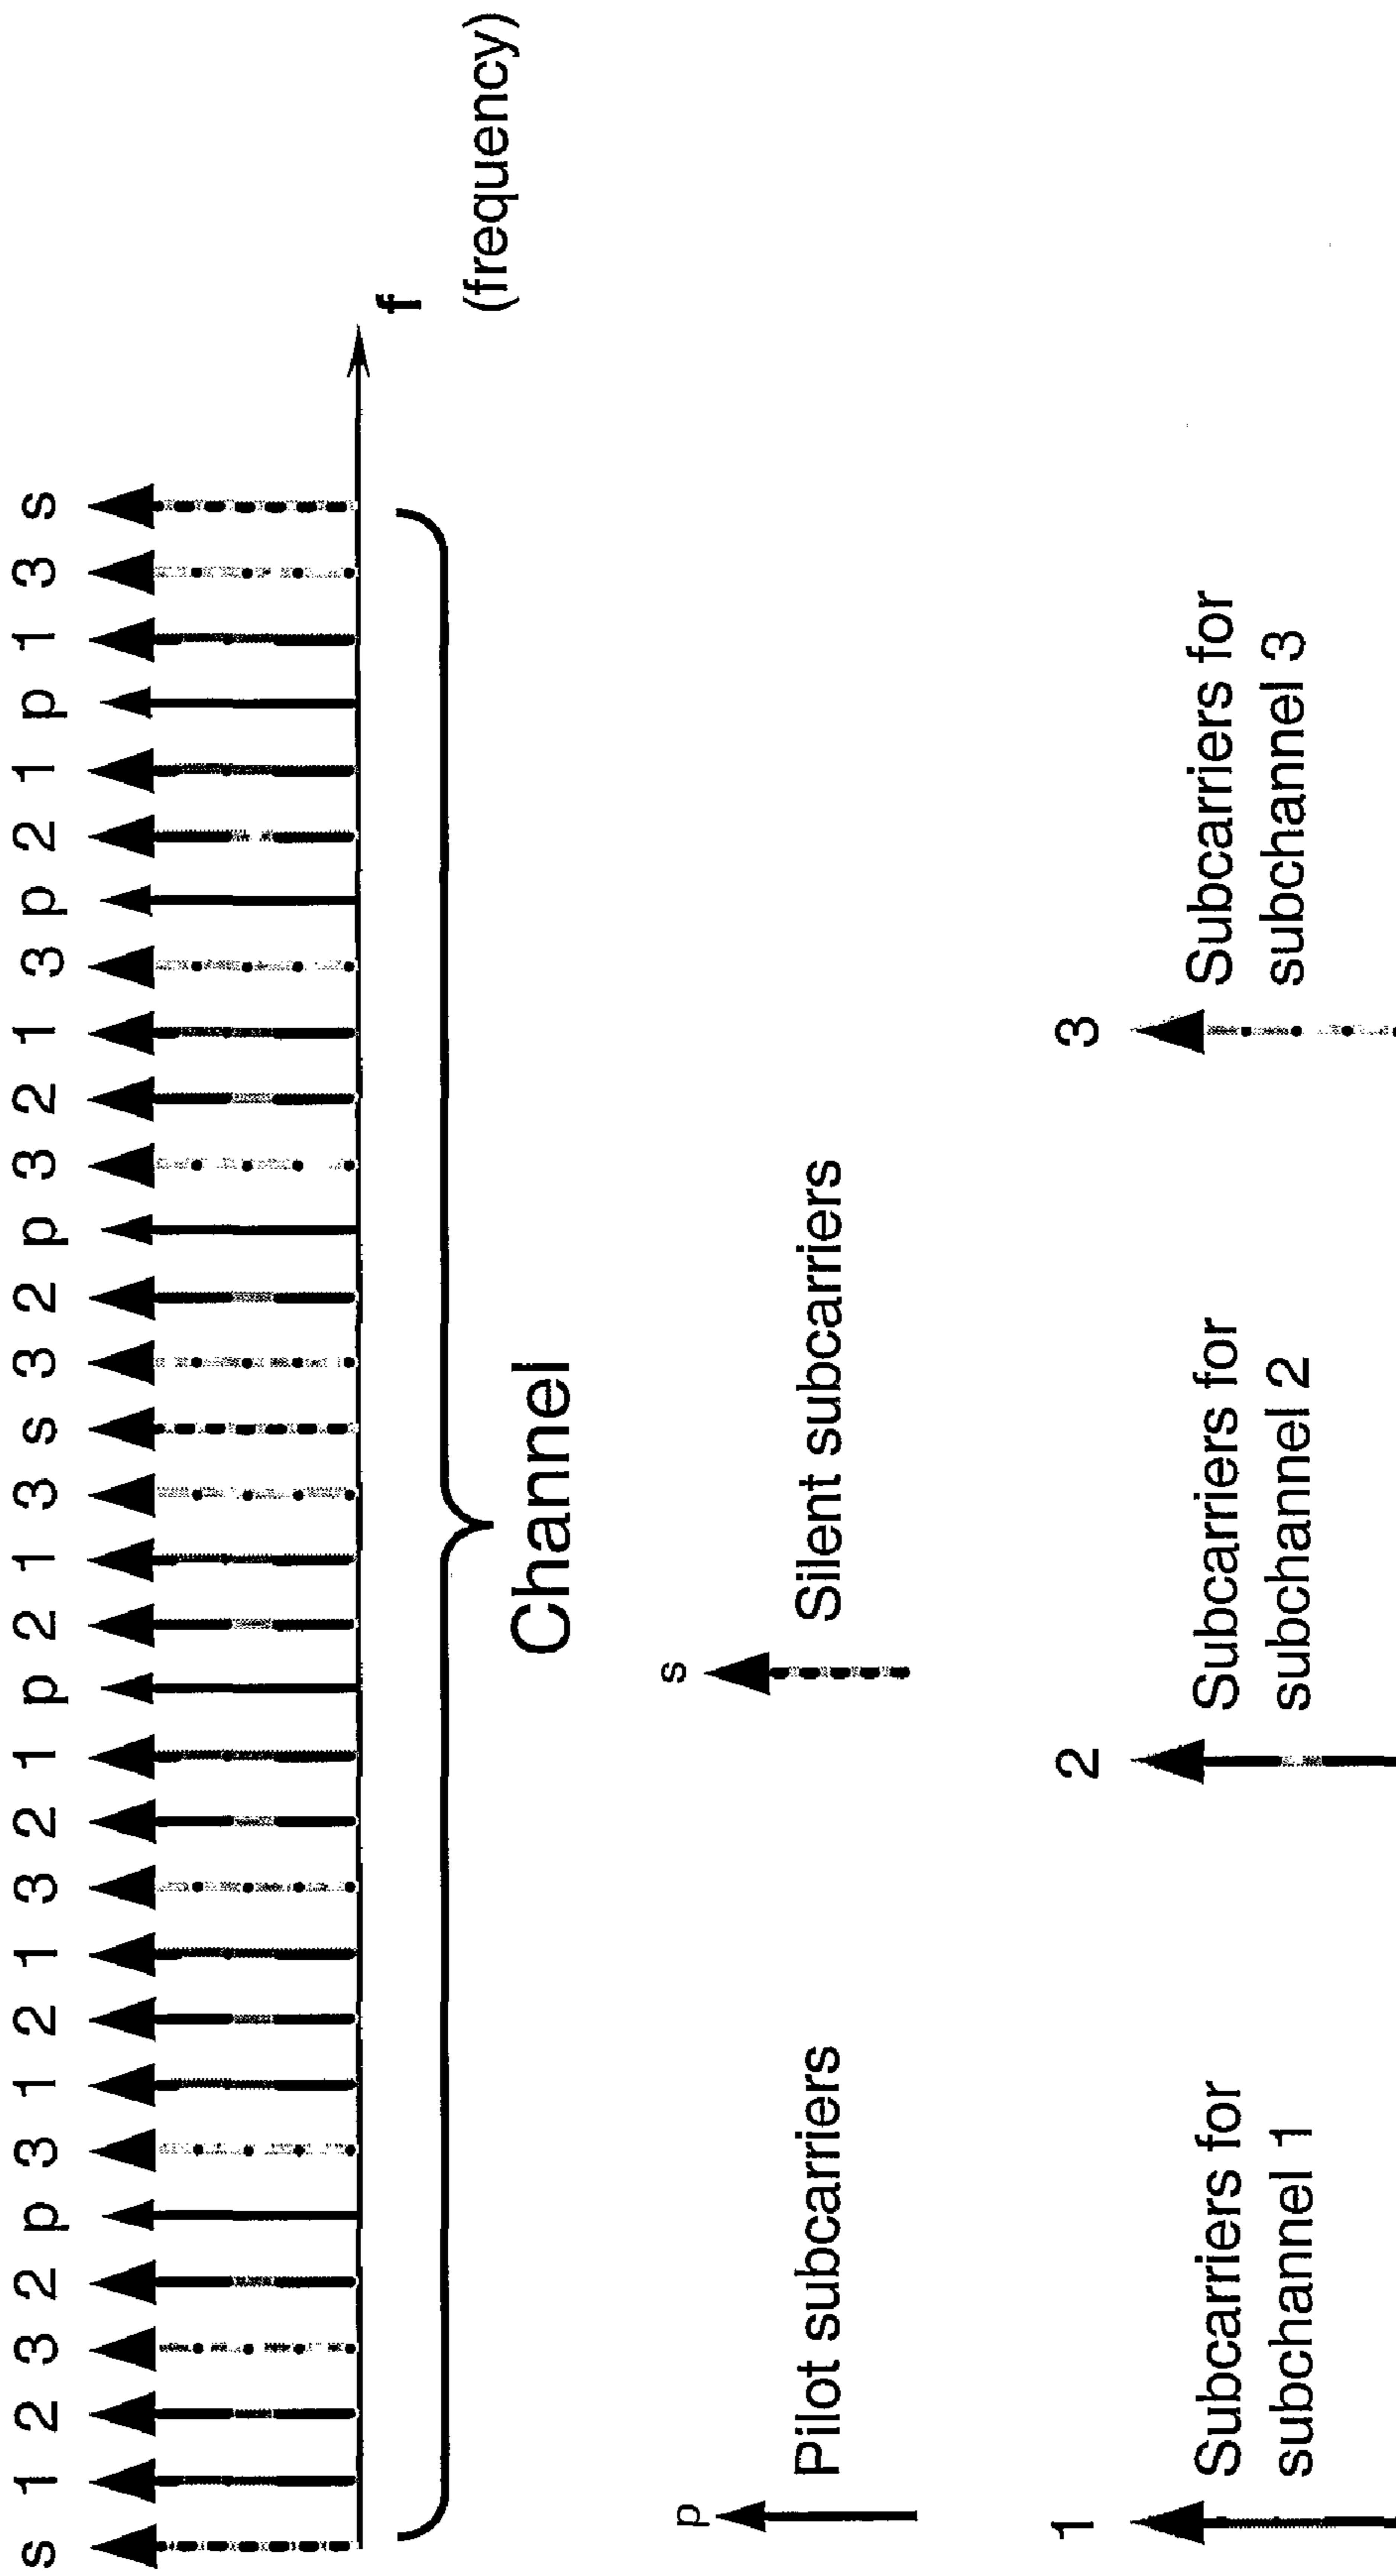 s 1 2 3 2 p 3 1 2 1 3 2 1 p 2 1 3 s 3 2 p 3 2 1 3 p 2 1 p 1 3 s
f
(frequency)
Channel
p
Pilot subcarriers
s
Silent subcarriers
1
Subcarriers for
subchannel 1
2
Subcarriers for
subchannel 2
3
Subcarriers for
subchannel 3